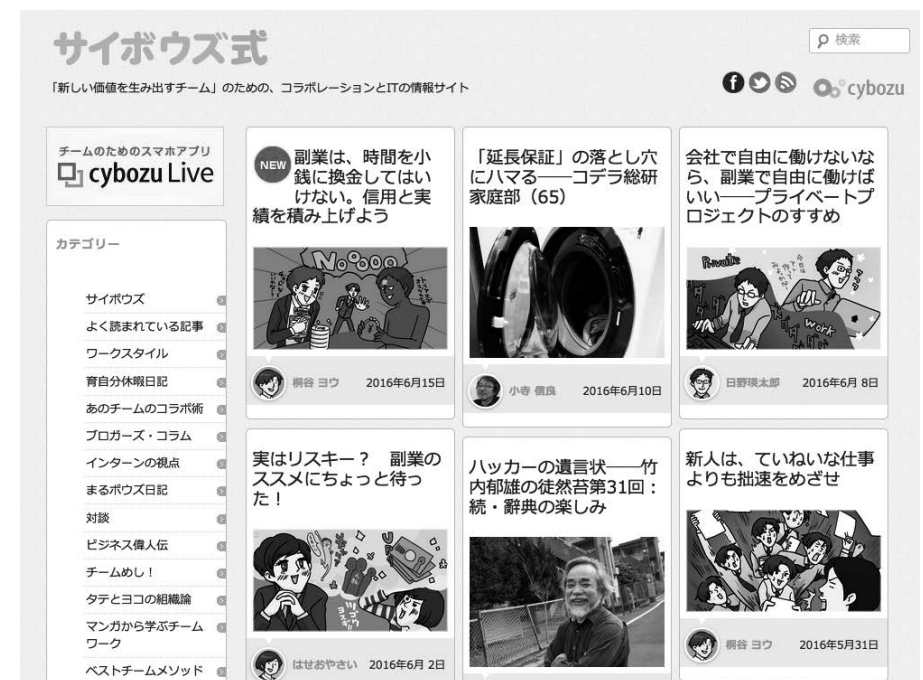 サイボウズ式
検索
「新しい価値を生み出すチーム」のための、コラボレーションとITの情報サイト
cybozu
チームのためのスマホアプリ
cybozu Live
カテゴリー
サイボウズ
よく読まれている記事
ワークスタイル
育自分休暇日記
あのチームのコラボ術
ブロガーズ・コラム
インターンの視点
まるボウズ日記
対談
ビジネス偉人伝
チームめし！
タテとヨコの組織論
マンガから学ぶチーム
ワーク
ベストチームメソッド
NEW
副業は、時間を小
銭に換金してはい
けない。信用と実
績を積み上げよう
Nooooo
桐谷 ヨウ
2016年6月15日
「延長保証」の落とし穴
にハマる──コデラ総研
家庭部（65）
小寺 信良
2016年6月10日
会社で自由に働けないな
ら、副業で自由に働けば
いい──プライベートプ
ロジェクトのすすめ
Private
Work
日野瑛太郎
2016年6月 8日
実はリスキー？　副業の
ススメにちょっと待っ
た！
UP
はせおやさい
2016年6月 2日
ハッカーの遺言状──竹
内郁雄の徒然苔第31回：
続・辞典の楽しみ
新人は、ていねいな仕事
よりも拙速をめざせ
桐谷 ヨウ
2016年5月31日